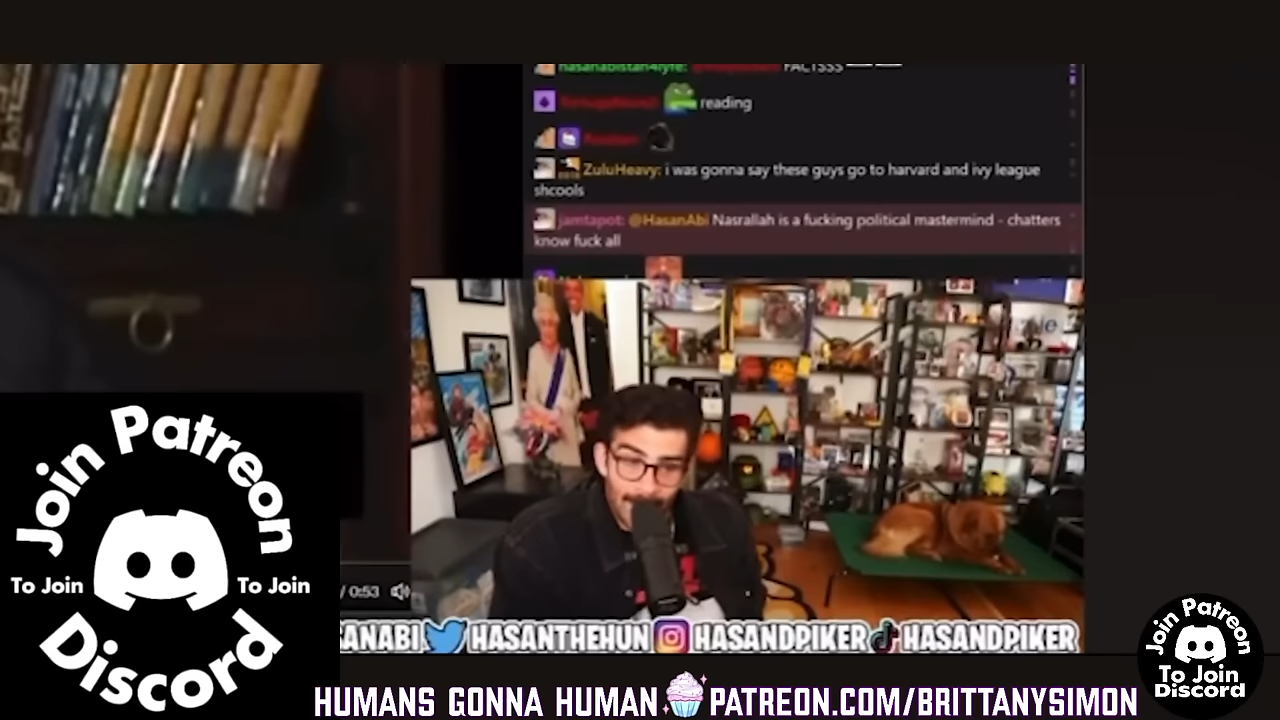 hasanabistan4lyfe: FACTSSS
reading
ZuluHeavy: i was gonna say these guys go to harvard and ivy league
shcools
jamtapot: @HasanAbi Nasrallah is a fucking political mastermind - chatters
know fuck all
Join Patreon
To Join
To Join
Discord
/ 0:53
SANABI HASANTHEHUN HASANDPIKER HASANDPIKER
Join Patreon
To Join
Discord
HUMANS GONNA HUMAN PATREON.COM/BRITTANYSIMON